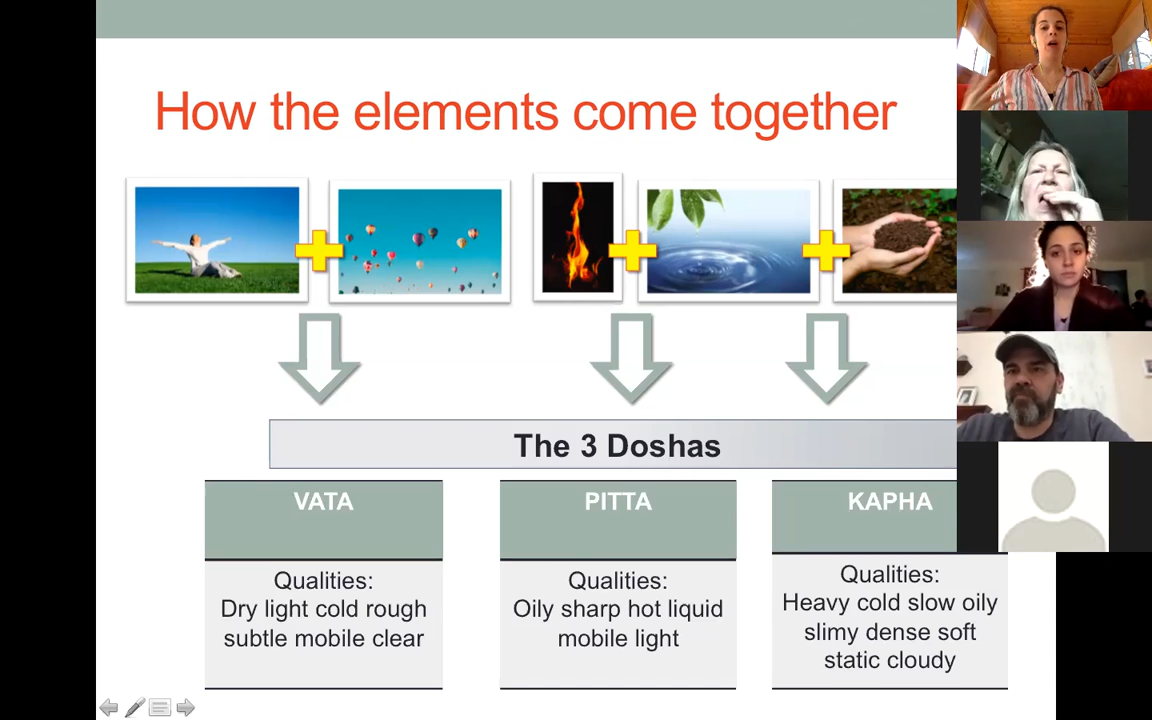 How the elements come together
The 3 Doshas
VATA
Qualities:
Dry light cold rough
subtle mobile clear
PITTA
Qualities:
Oily sharp hot liquid
mobile light
KAPHA
Qualities:
Heavy cold slow oily
slimy dense soft
static cloudy